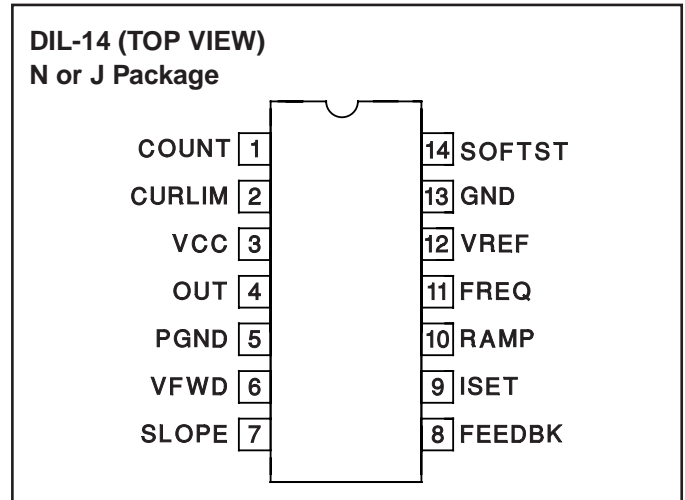 DIL-14 (TOP VIEW)
N or J Package
COUNT 1 14 SOFTST
CURLIM 2 13 GND
VCC 3 12 VREF
OUT 4 11 FREQ
PGND 5 10 RAMP
VFWD 6 9 ISET
SLOPE 7 8 FEEDBK